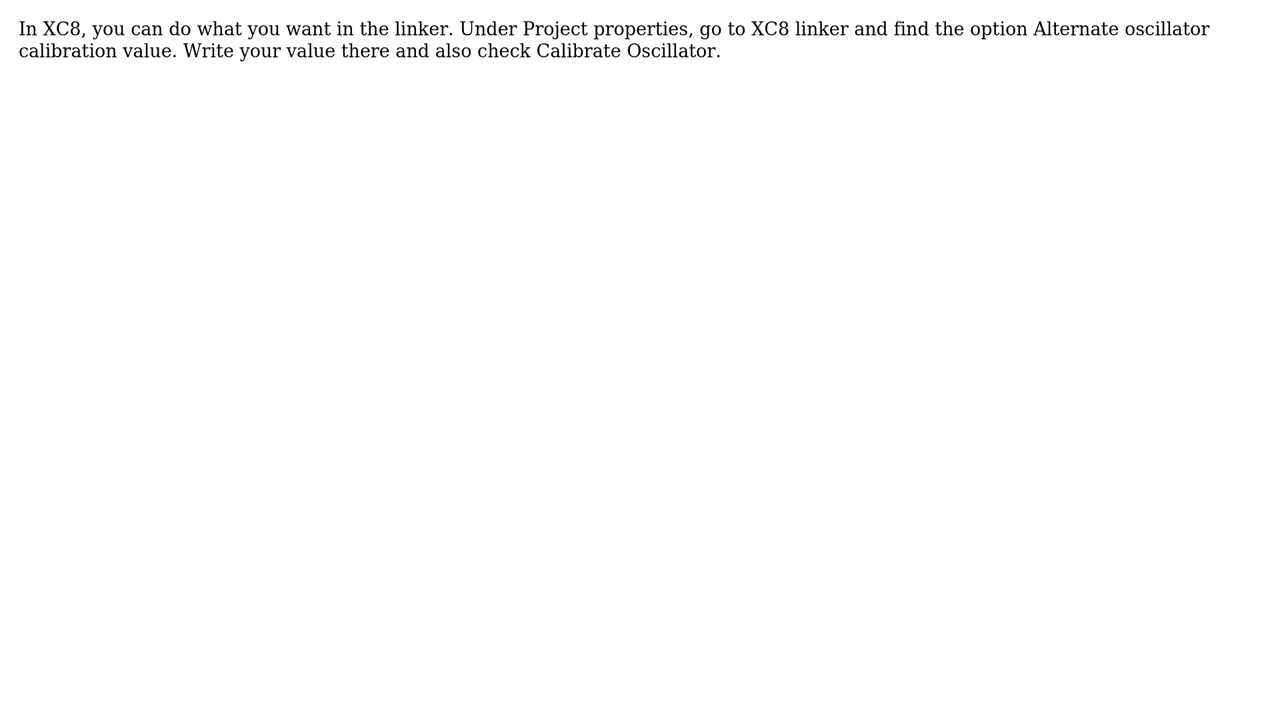 In XC8, you can do what you want in the linker. Under Project properties, go to XC8 linker and find the option Alternate oscillator
calibration value. Write your value there and also check Calibrate Oscillator.